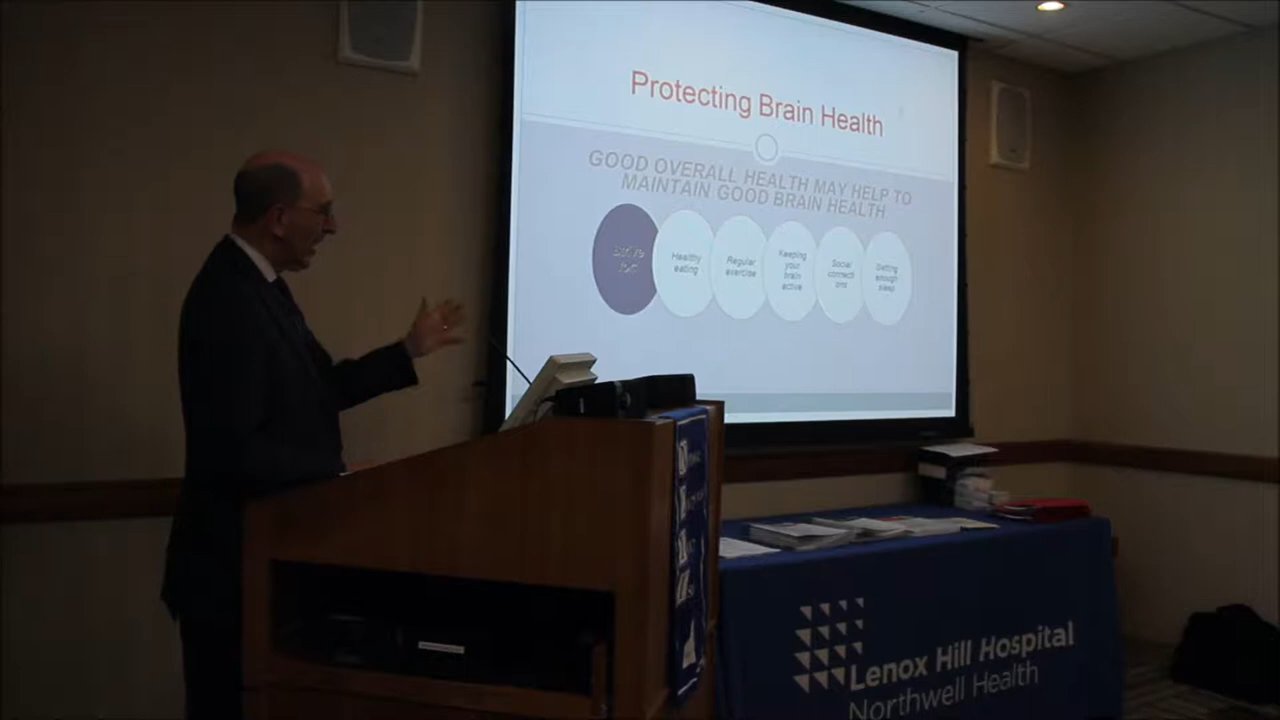 Protecting Brain Health
GOOD OVERALL HEALTH MAY HELP TO
MAINTAIN GOOD BRAIN HEALTH
Healthy
eating
Regular
exercise
Keeping
your
brain
active
Social
connecti
ons
Getting
enough
sleep
Lenox Hill Hospital
Northwell Health